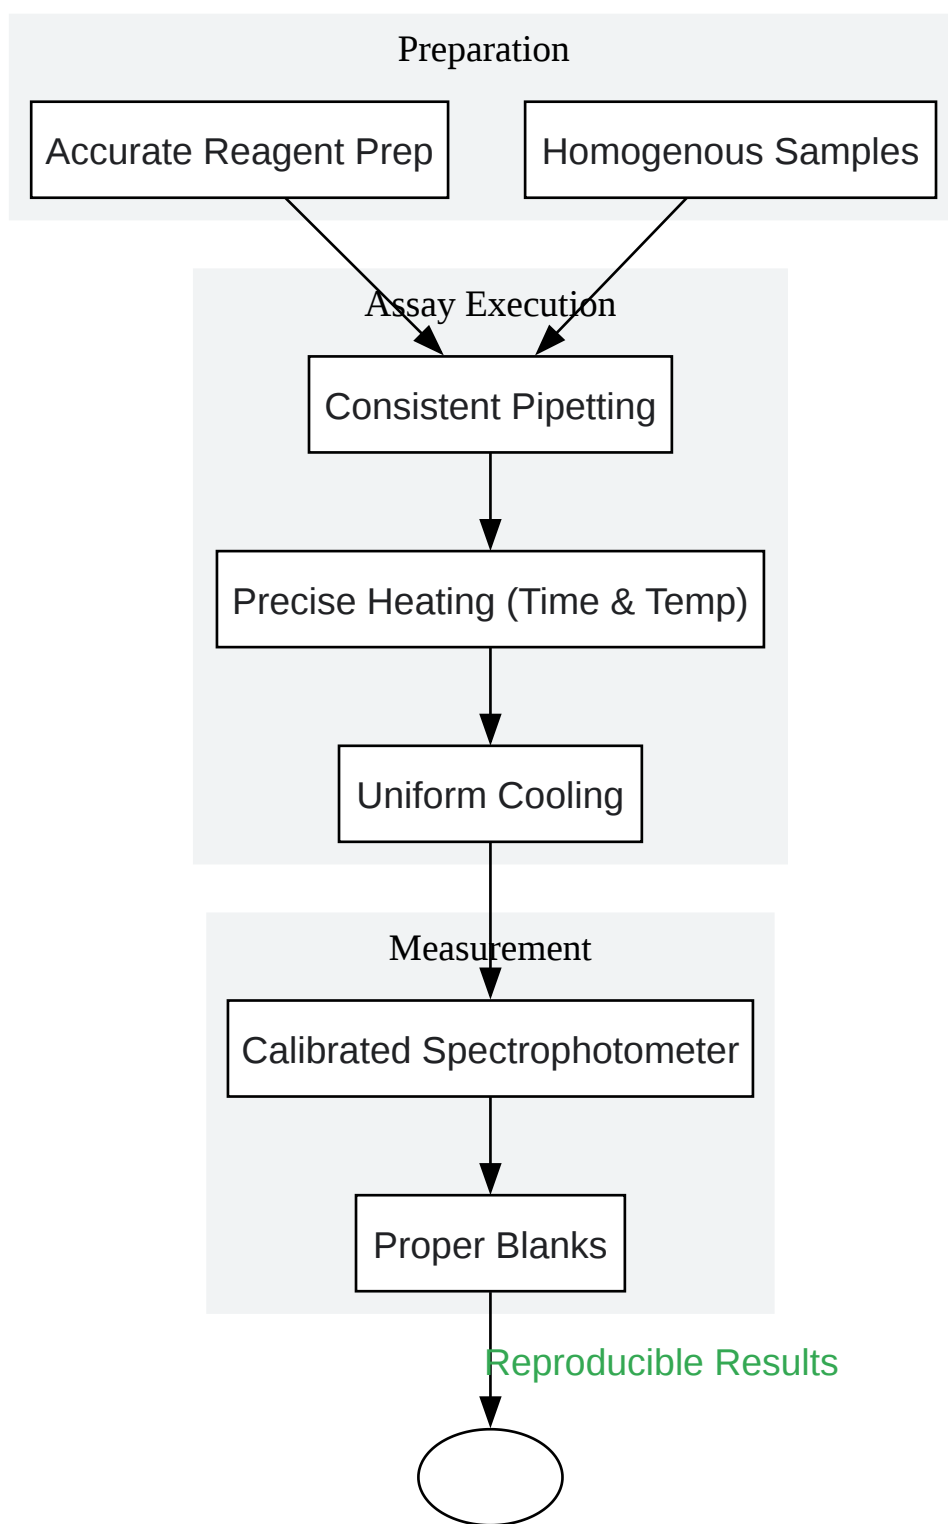 Preparation
Accurate Reagent Prep
Homogenous Samples
Assay Execution
Consistent Pipetting
Precise Heating (Time & Temp)
Uniform Cooling
Measurement
Calibrated Spectrophotometer
Proper Blanks
Reproducible Results